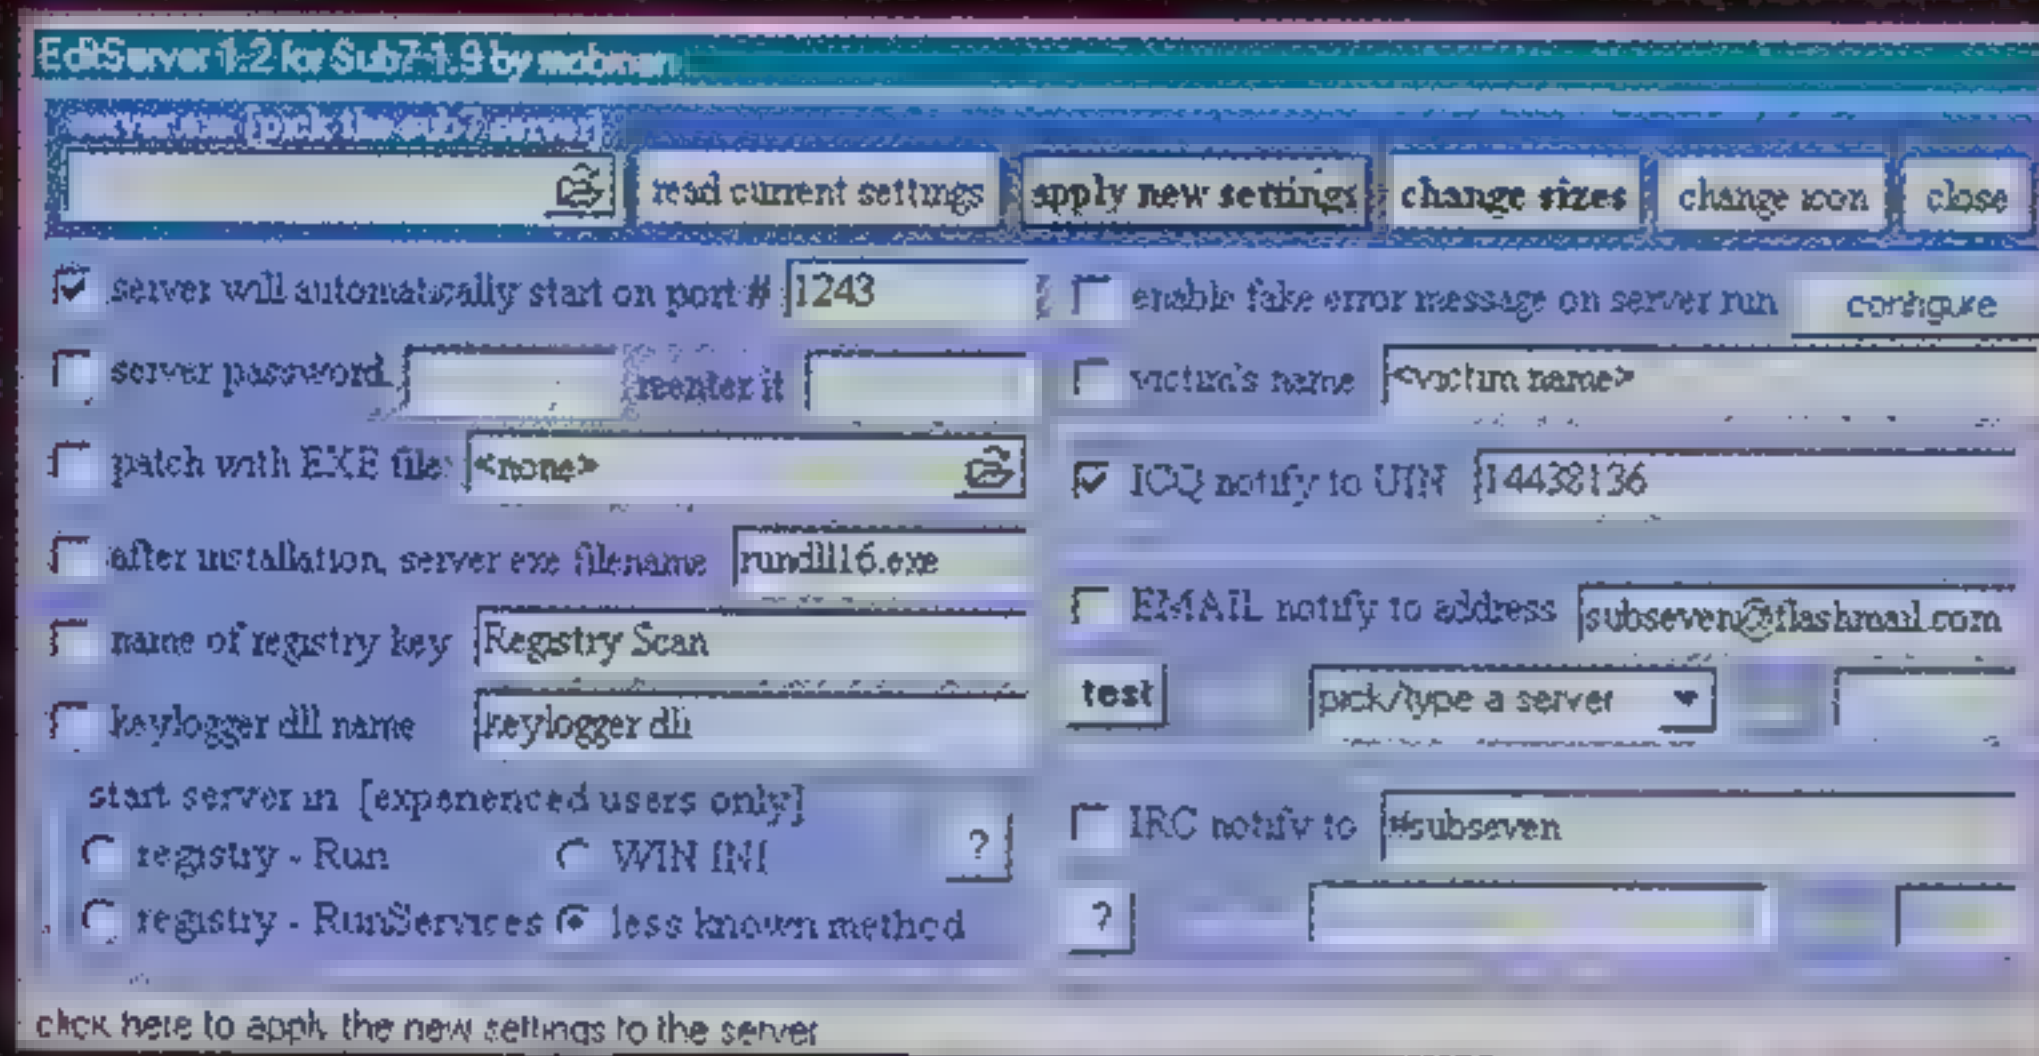 EditServer 1.2 for Sub7 1.9 by mobman
[pick the sub7 server]
read current settings apply new settings change sizes change icon close
server will automatically start on port # 1243
enable fake error message on server run configure
server password reenter it
victim's name <victim name>
patch with EXE file: <none>
ICQ notify to UIN 14438136
after installation, server exe filename rundll16.exe
EMAIL notify to address subseven@flashmail.com
name of registry key Registry Scan
test pick/type a server
keylogger dll name keylogger dll
start server in [experienced users only]
IRC notify to #subseven
registry - Run WIN INI ?
registry - RunServices less known method ?
click here to apply the new settings to the server